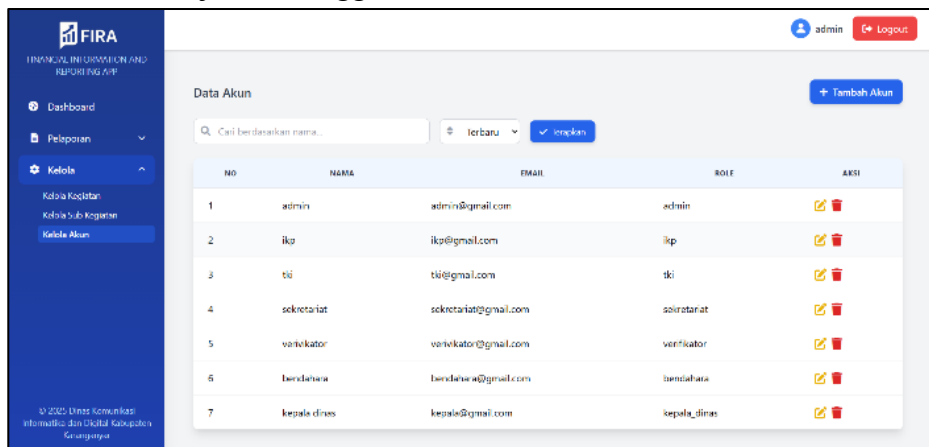 FIRA
FINANCIAL INFORMATION AND
REPORTING APP
Dashboard
Pelaporan
Kelola
Kelola Kegiatan
Kelola Sub Kegiatan
Kelola Akun
© 2025 Dinas Komunikasi
Informatika dan Digital Kabupaten
Karanganyar
admin Logout
Data Akun
+ Tambah Akun
Cari berdasarkan nama...
Terbaru
Terapkan
NO NAMA EMAIL ROLE AKSI
1 admin admin@gmail.com admin
2 ikp ikp@gmail.com ikp
3 tki tki@gmail.com tki
4 sekretariat sekretariat@gmail.com sekretariat
5 verivikator verivikator@gmail.com verifikator
6 bendahara bendahara@gmail.com bendahara
7 kepala dinas kepala@gmail.com kepala_dinas